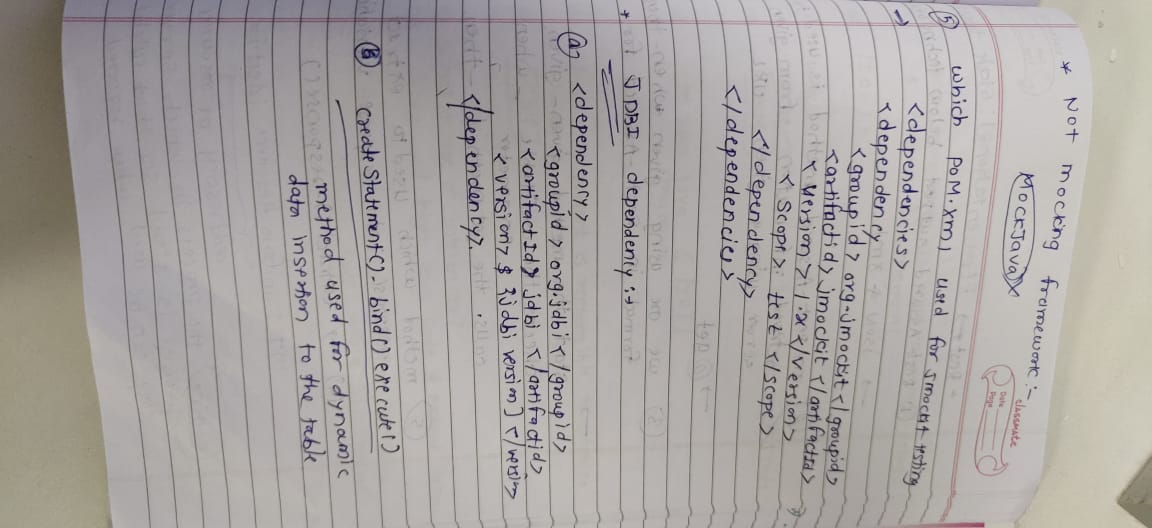 classmate
Date
Page
* Not mocking framework :-
MockJava
⑤ which POM.xml used for Jmockit testing
→ <dependencies>
<dependency
<groupid> org.jmockit </groupid>
<artifactid> jmockit </artifactid>
< Version > 1.x </version>
< Scope> test </scope>
</dependency>
</dependencies>
* JDBI dependency :→
ⓐ <dependency>
<groupId> org.jdbi </groupid>
<artifactId> jdbi </artifactid>
< version> $ {jdbi version} </version
</dependency>.
ⓑ createStatement(). bind() execute()
method used for dynamic
data insertion to the table